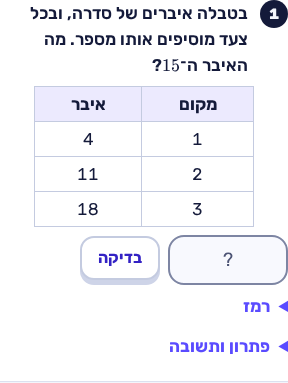 1
בטבלה איברים של סדרה, ובכל
צעד מוסיפים אותו מספר. מה
האיבר ה־15?
מקום איבר
1 4
2 11
3 18
? בדיקה
◀ רמז
◀ פתרון ותשובה